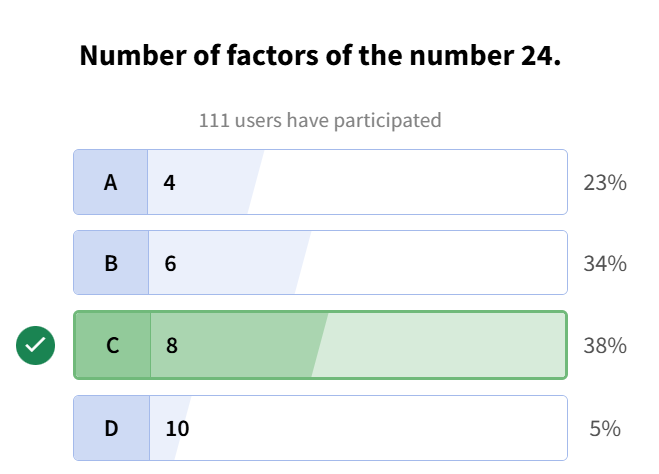 Number of factors of the number 24.
111 users have participated
A 4 23%
B 6 34%
C 8 38%
D 10 5%